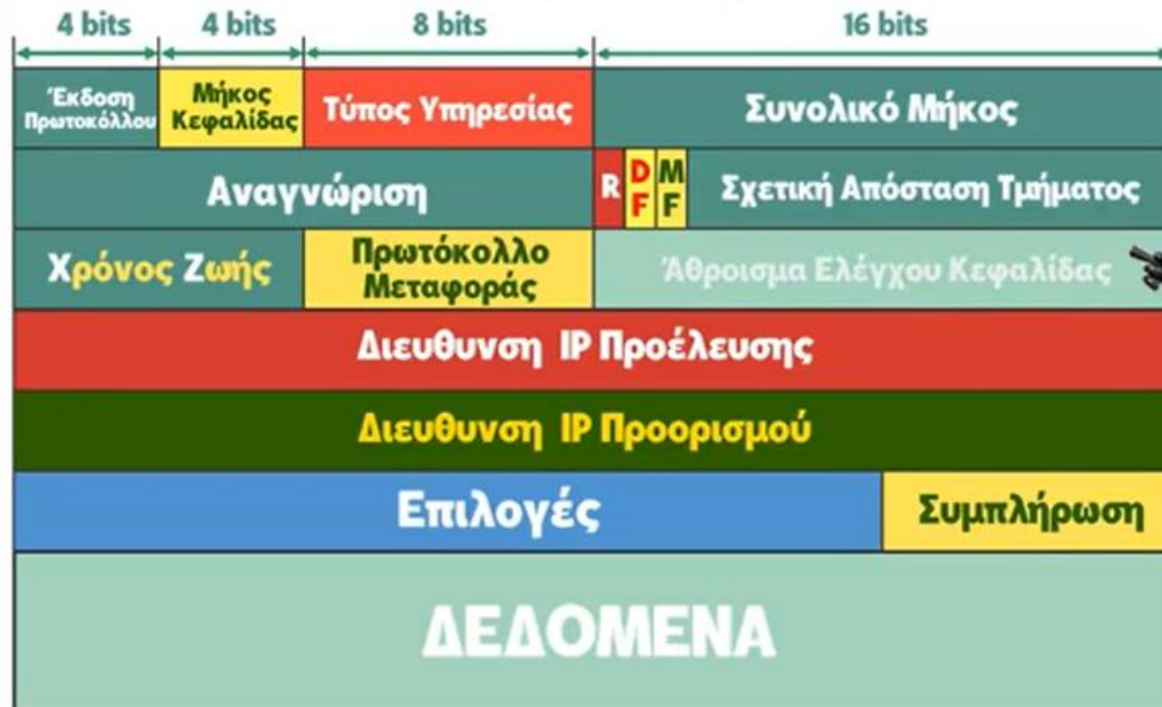 4 bits 4 bits 8 bits 16 bits
Έκδοση
Πρωτοκόλλου
Μήκος
Κεφαλίδας
Τύπος Υπηρεσίας
Συνολικό Μήκος
Αναγνώριση
R
D
F
M
F
Σχετική Απόσταση Τμήματος
Χρόνος Ζωής
Πρωτόκολλο
Μεταφοράς
Άθροισμα Ελέγχου Κεφαλίδας
Διευθυνση IP Προέλευσης
Διευθυνση IP Προορισμού
Επιλογές
Συμπλήρωση
ΔΕΔΟΜΕΝΑ